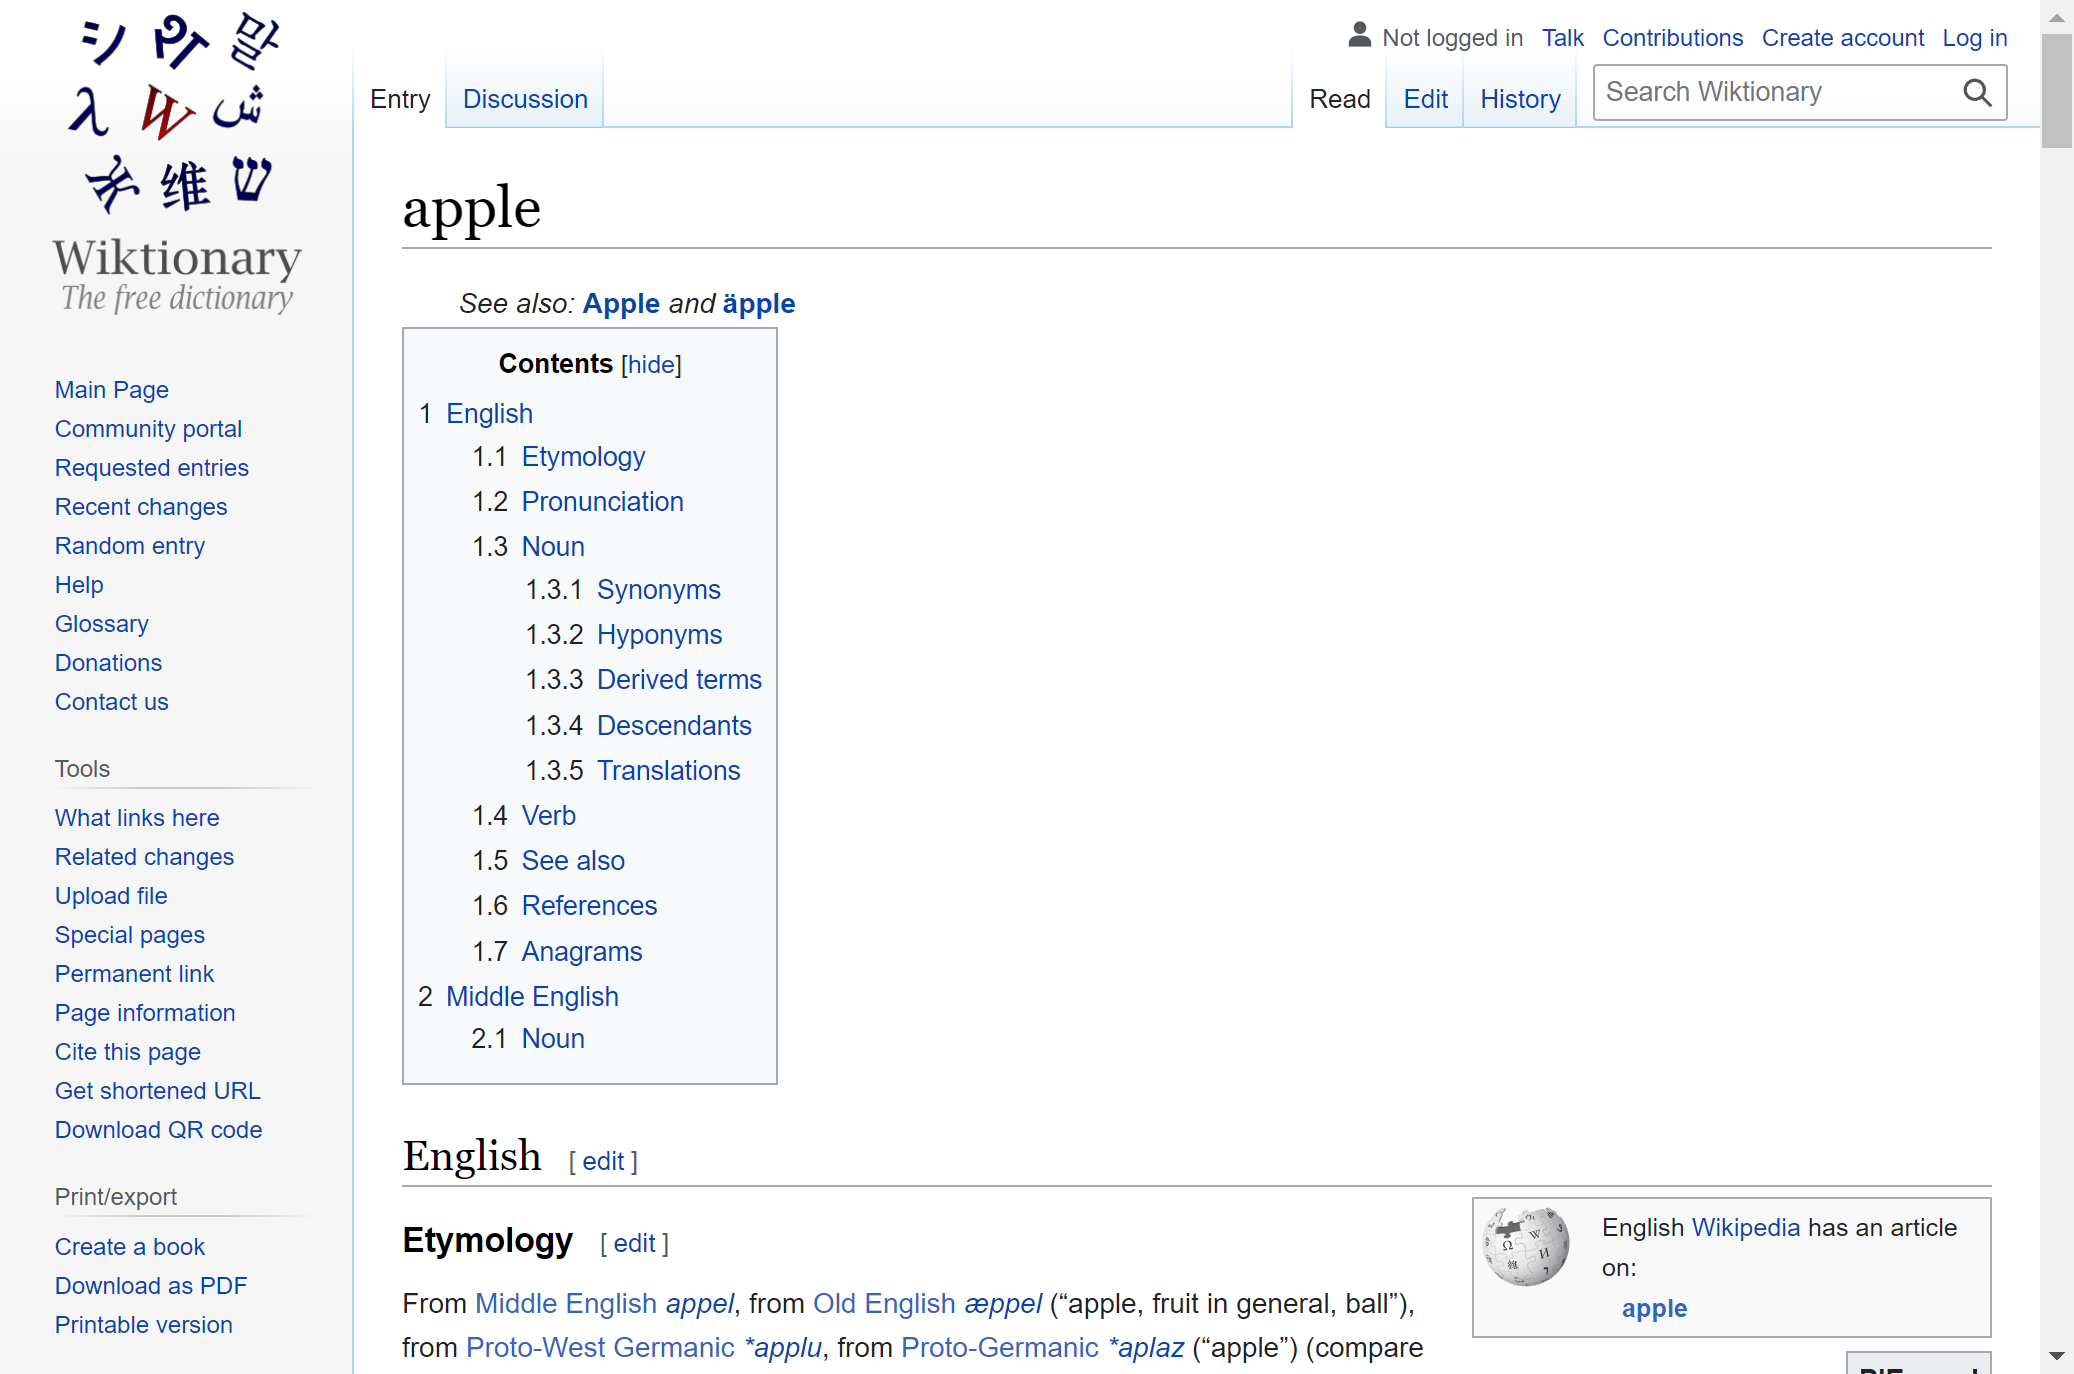 シ या 말
λ W ش
维 ש
Wiktionary
The free dictionary
Main Page
Community portal
Requested entries
Recent changes
Random entry
Help
Glossary
Donations
Contact us
Tools
What links here
Related changes
Upload file
Special pages
Permanent link
Page information
Cite this page
Get shortened URL
Download QR code
Print/export
Create a book
Download as PDF
Printable version
Not logged in Talk Contributions Create account Log in
Entry Discussion Read Edit History Search Wiktionary
apple
See also: Apple and äpple
Contents [hide]
1 English
1.1 Etymology
1.2 Pronunciation
1.3 Noun
1.3.1 Synonyms
1.3.2 Hyponyms
1.3.3 Derived terms
1.3.4 Descendants
1.3.5 Translations
1.4 Verb
1.5 See also
1.6 References
1.7 Anagrams
2 Middle English
2.1 Noun
English [ edit ]
Etymology [ edit ]
From Middle English appel, from Old English æppel (“apple, fruit in general, ball”),
from Proto-West Germanic *applu, from Proto-Germanic *aplaz (“apple”) (compare
English Wikipedia has an article
on:
apple